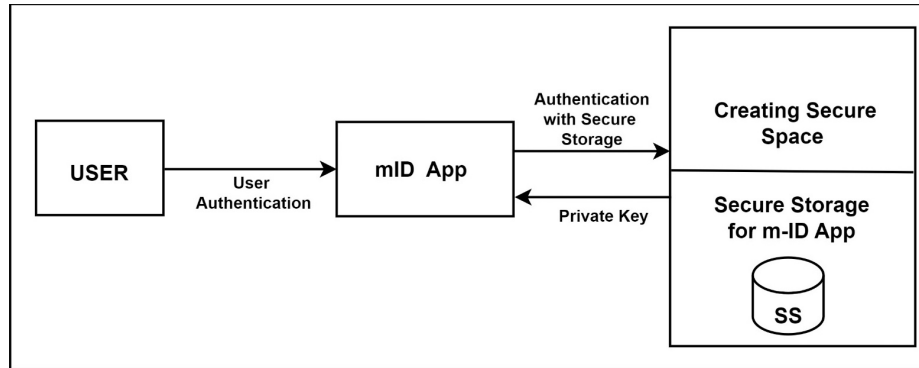 USER
User
Authentication
mID App
Authentication
with Secure
Storage
Private Key
Creating Secure
Space
Secure Storage
for m-ID App
SS